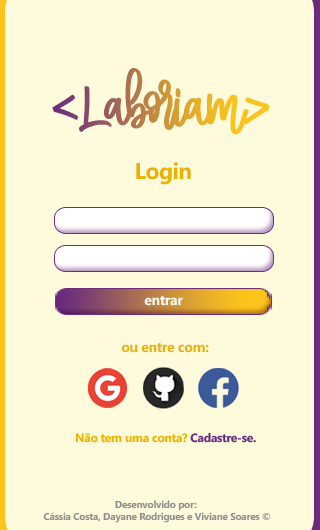 <Laboriam>
Login
entrar
ou entre com:
Não tem uma conta? Cadastre-se.
Desenvolvido por:
Cássia Costa, Dayane Rodrigues e Viviane Soares ©